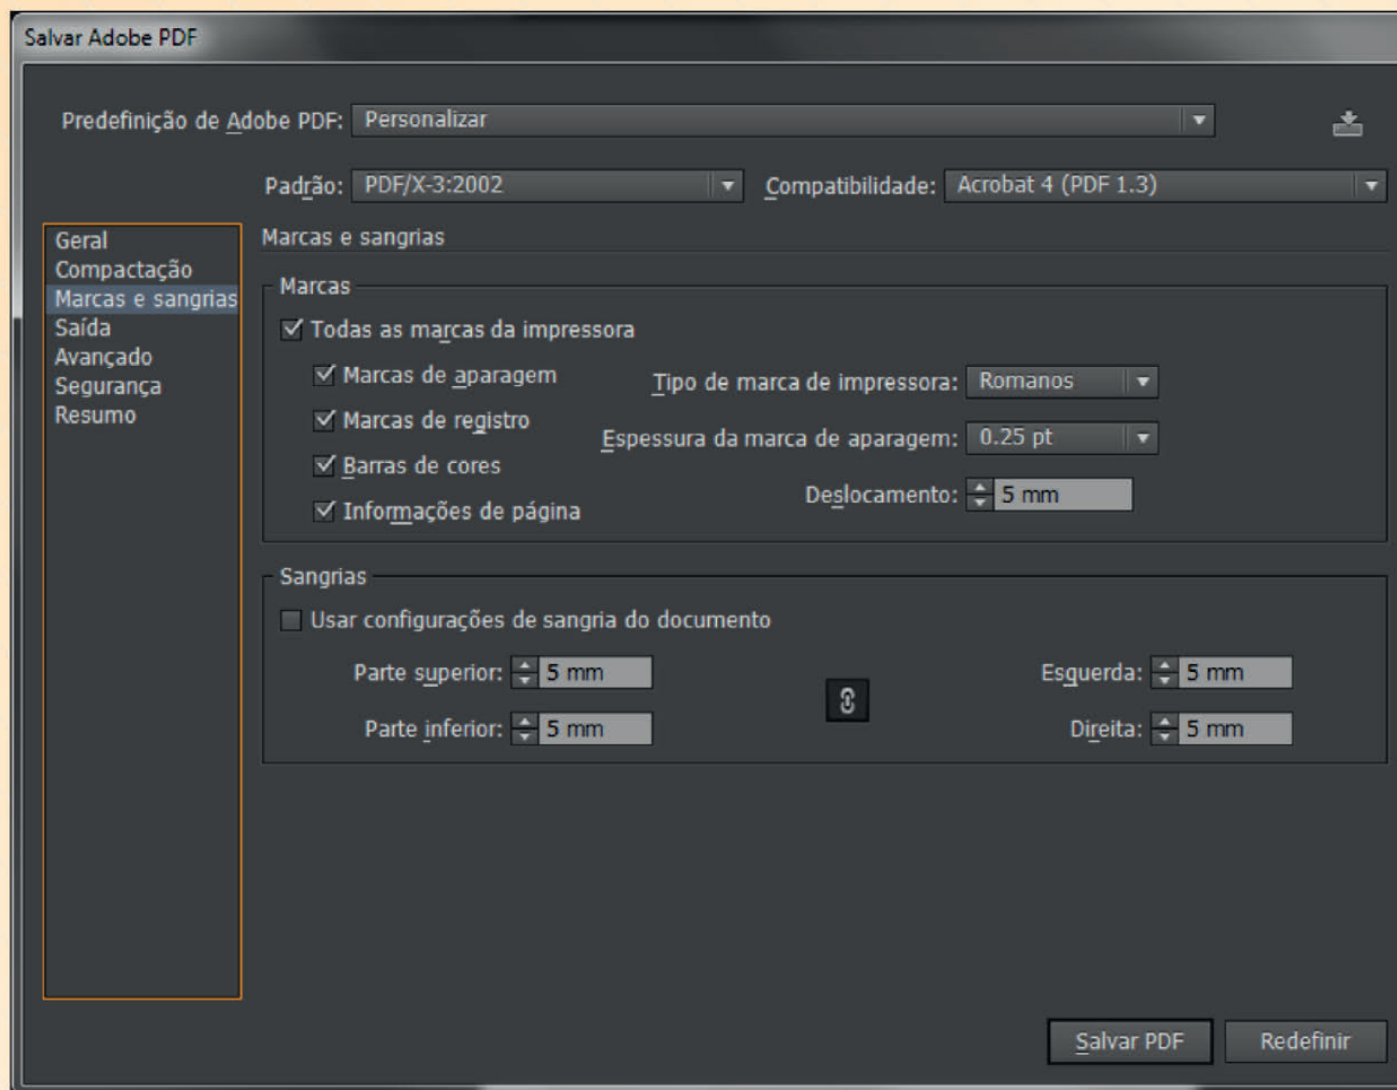 Salvar Adobe PDF
Predefinição de Adobe PDF: Personalizar
Padrão: PDF/X-3:2002 Compatibilidade: Acrobat 4 (PDF 1.3)
Geral
Compactação
Marcas e sangrias
Saída
Avançado
Segurança
Resumo
Marcas e sangrias
Marcas
Todas as marcas da impressora
Marcas de aparagem
Marcas de registro
Barras de cores
Informações de página
Tipo de marca de impressora: Romanos
Espessura da marca de aparagem: 0.25 pt
Deslocamento: 5 mm
Sangrias
Usar configurações de sangria do documento
Parte superior: 5 mm Esquerda: 5 mm
Parte inferior: 5 mm Direita: 5 mm
Salvar PDF Redefinir